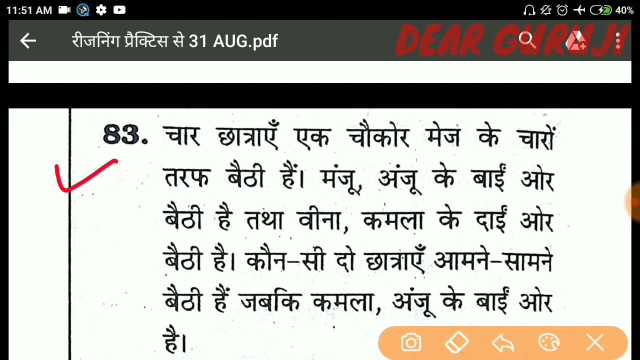 11:51 AM
40%
रीजनिंग प्रैक्टिस से 31 AUG.pdf
DEAR GURUJI
83. चार छात्राएँ एक चौकोर मेज के चारों
तरफ बैठी हैं। मंजू, अंजू के बाईं ओर
बैठी है तथा वीना, कमला के दाईं ओर
बैठी है। कौन-सी दो छात्राएँ आमने-सामने
बैठी हैं जबकि कमला, अंजू के बाईं ओर
है।